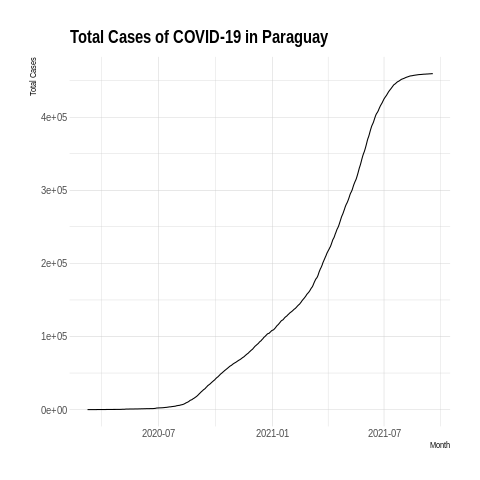 Total Cases of COVID-19 in Paraguay
Total Cases
4e+05
3e+05
2e+05
1e+05
0e+00
2020-07 2021-01 2021-07
Month